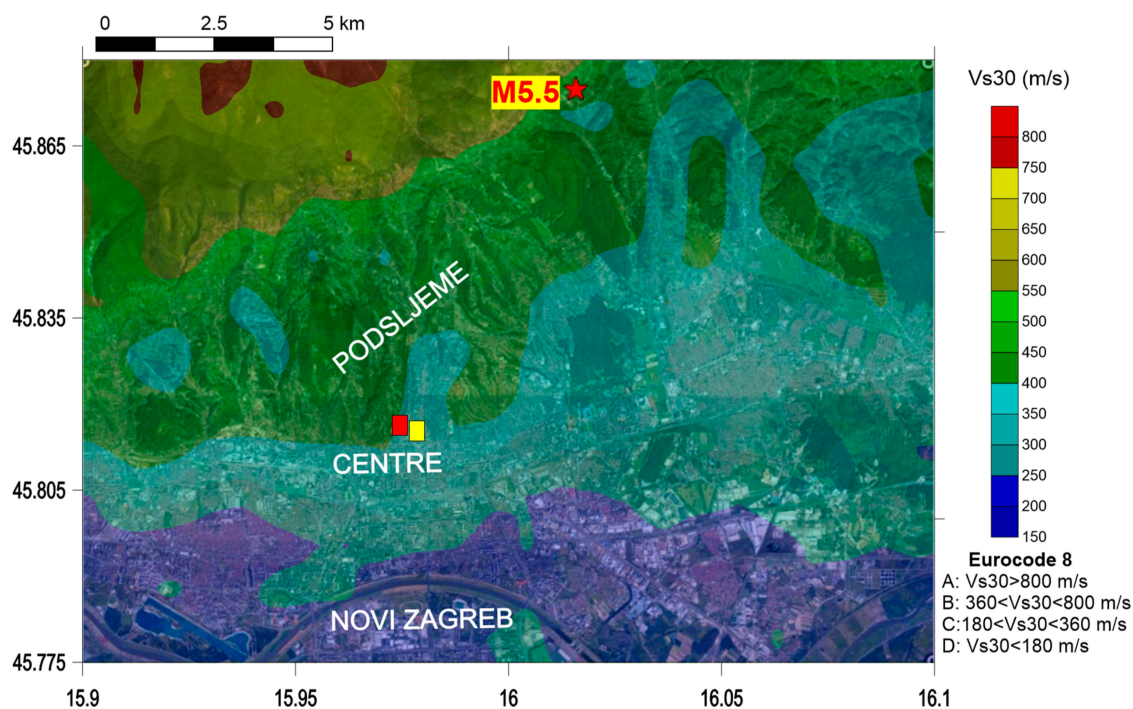 0 2.5 5 km
M5.5
45.865
45.835
45.805
45.775
PODSLJEME
CENTRE
NOVI ZAGREB
15.9 15.95 16 16.05 16.1
Vs30 (m/s)
800
750
700
650
600
550
500
450
400
350
300
250
200
150
Eurocode 8
A: Vs30>800 m/s
B: 360<Vs30<800 m/s
C:180<Vs30<360 m/s
D: Vs30<180 m/s